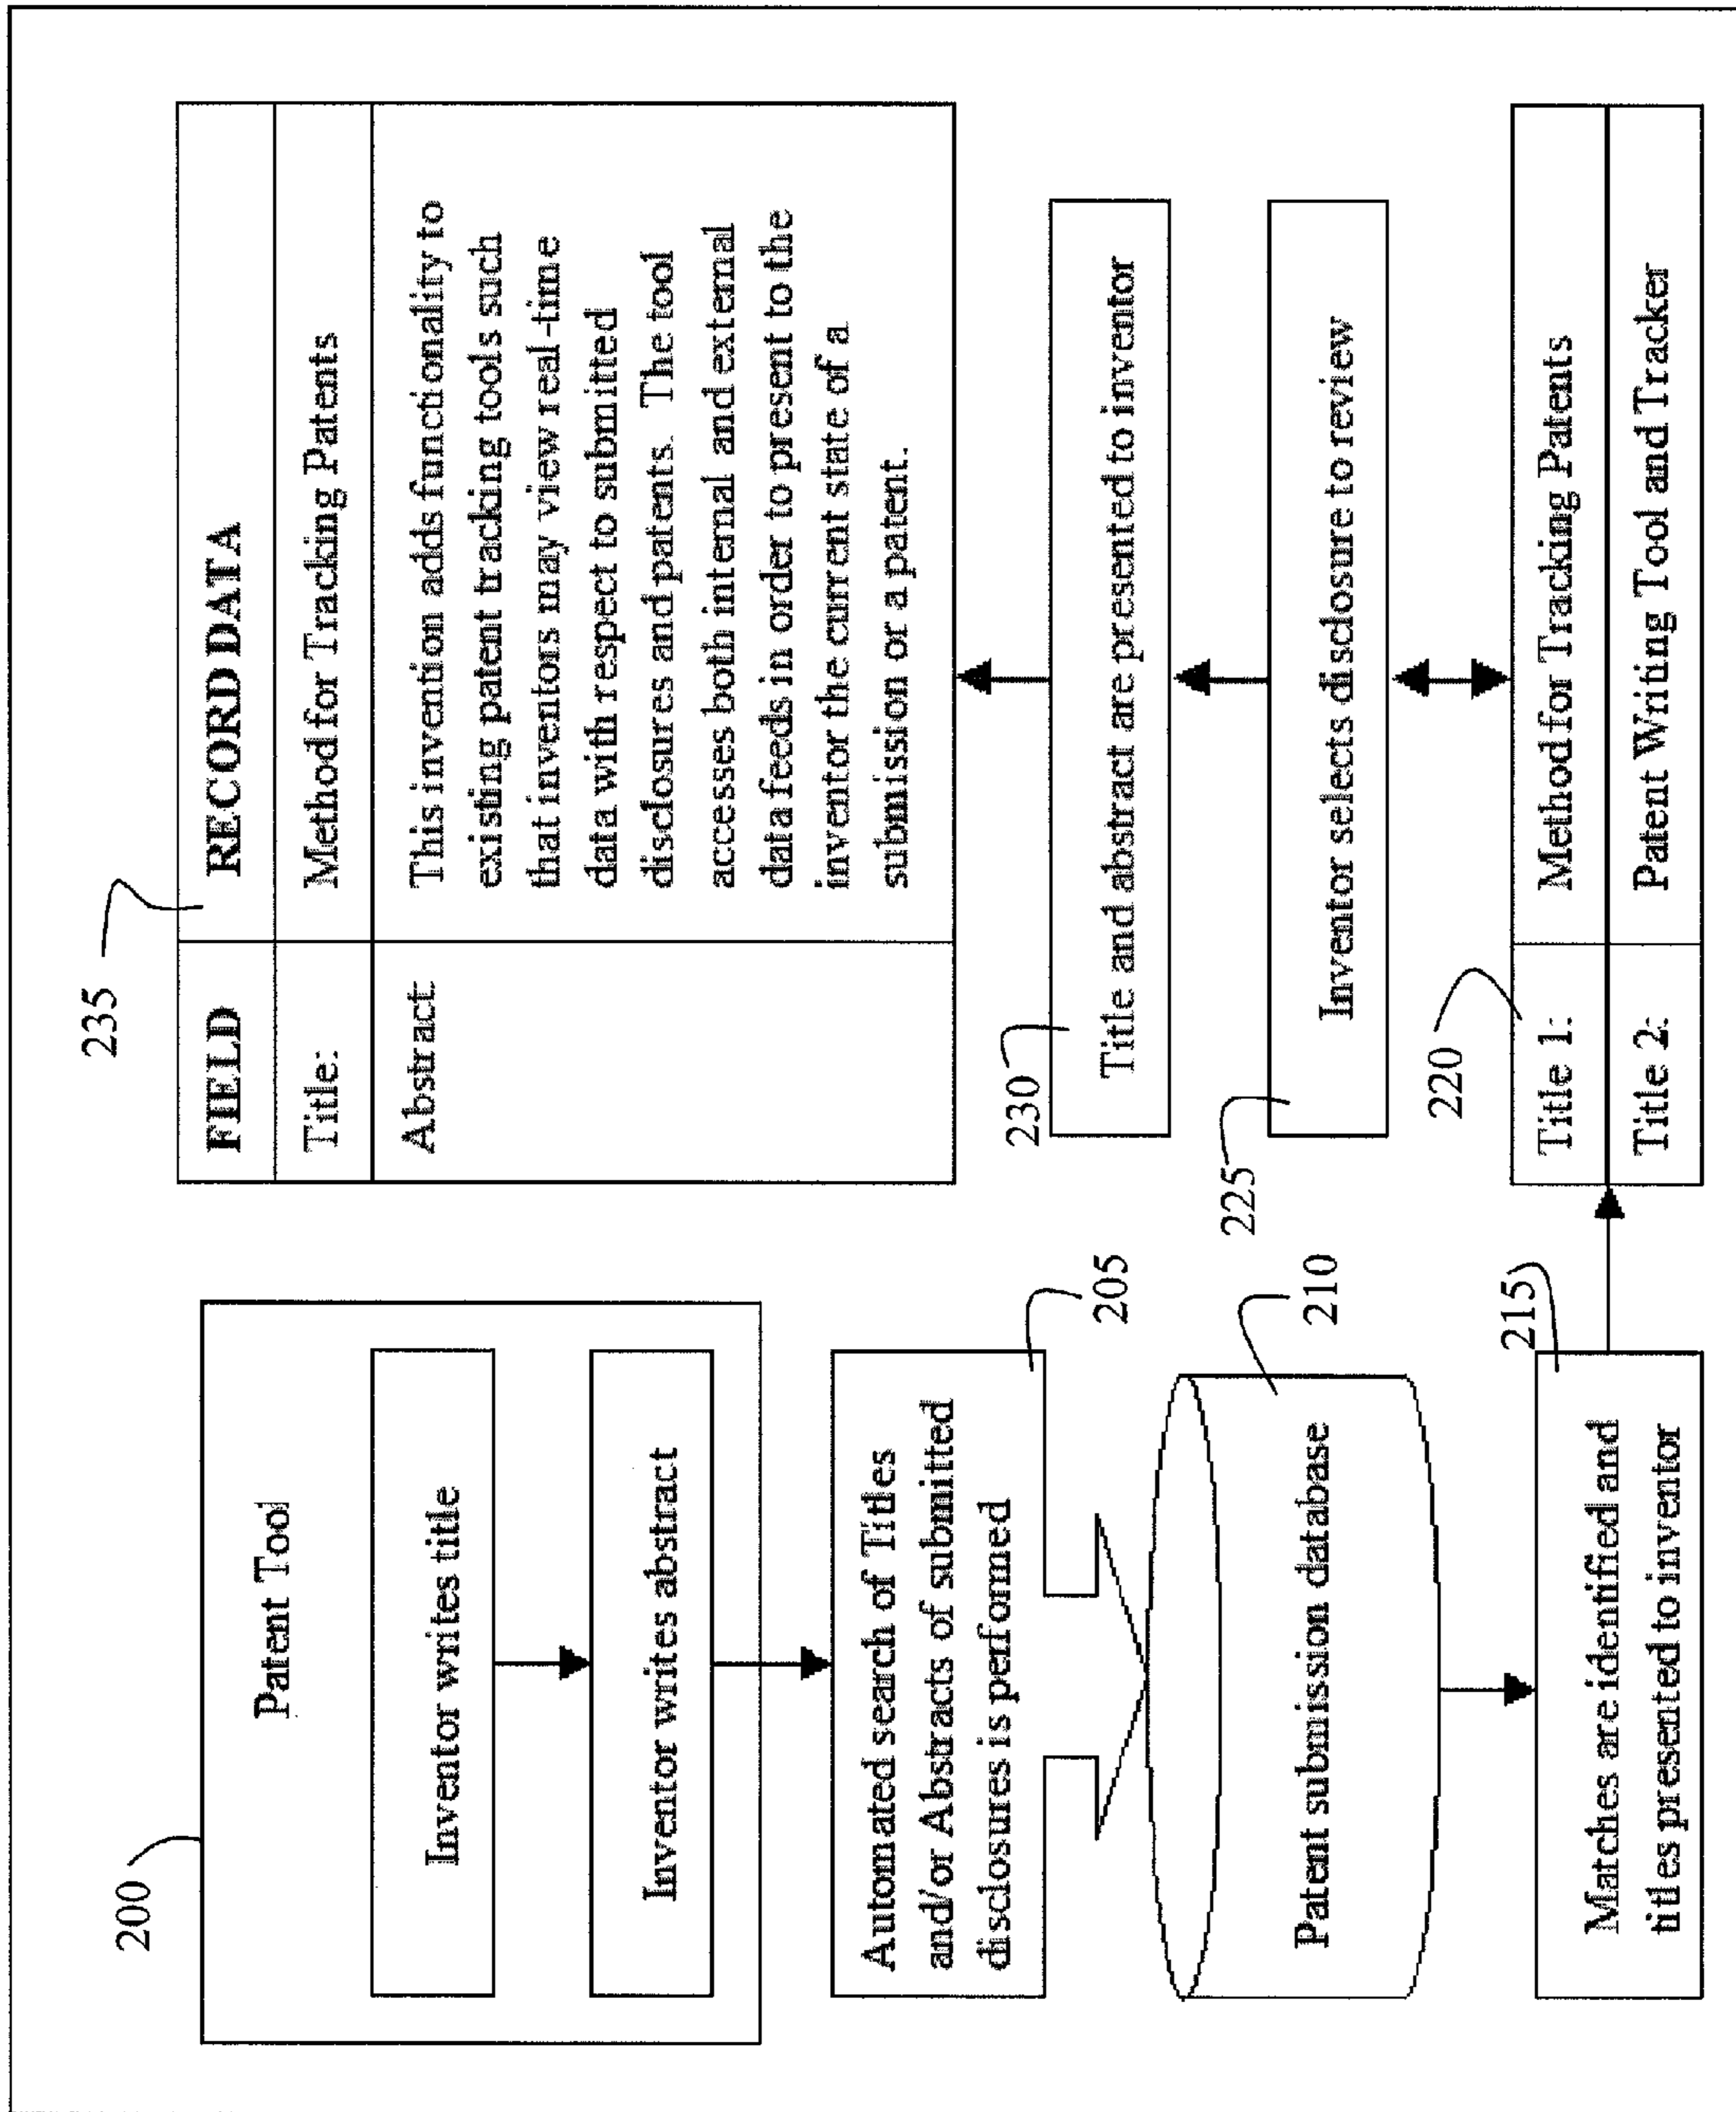 200
Patent Tool
Inventor writes title
Inventor writes abstract
Automated search of Titles
and/or Abstracts of submitted
disclosures is performed
205
Patent submission database
210
Matches are identified and
titles presented to inventor
215
235
FIELD RECORD DATA
Title: Method for Tracking Patents
Abstract: This invention adds functionality to
existing patent tracking tools such
that inventors may view real-time
data with respect to submitted
disclosures and patents. The tool
accesses both internal and external
data feeds in order to present to the
inventor the current state of a
submission or a patent.
230
Title and abstract are presented to inventor
225
Inventor selects disclosure to review
220
Title 1: Method for Tracking Patents
Title 2: Patent Writing Tool and Tracker